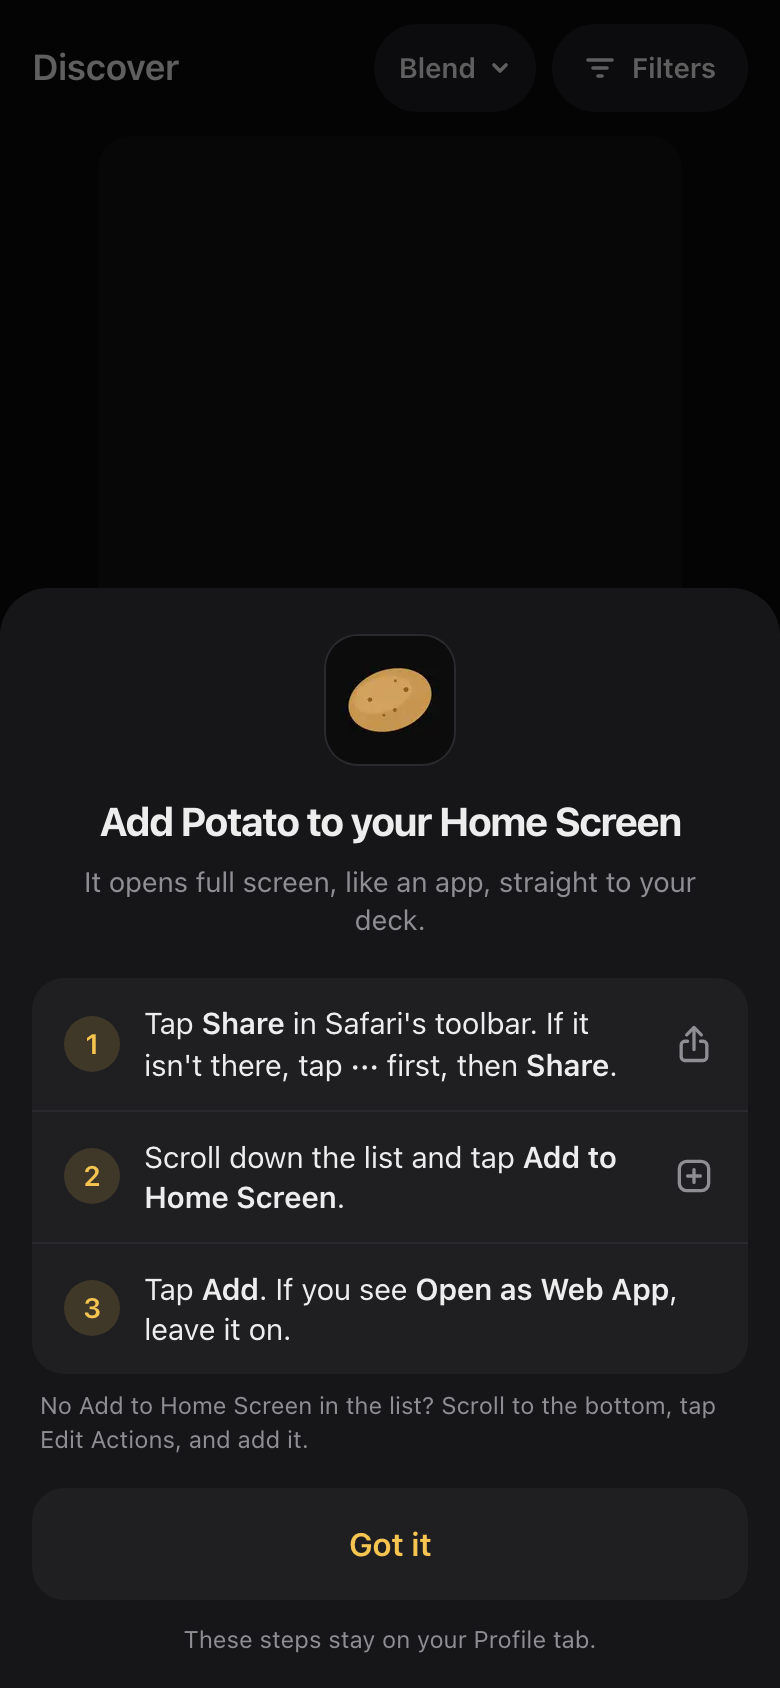 Discover
Blend
Filters
Add Potato to your Home Screen
It opens full screen, like an app, straight to your
deck.
1
Tap Share in Safari's toolbar. If it
isn't there, tap ··· first, then Share.
2
Scroll down the list and tap Add to
Home Screen.
3
Tap Add. If you see Open as Web App,
leave it on.
No Add to Home Screen in the list? Scroll to the bottom, tap
Edit Actions, and add it.
Got it
These steps stay on your Profile tab.